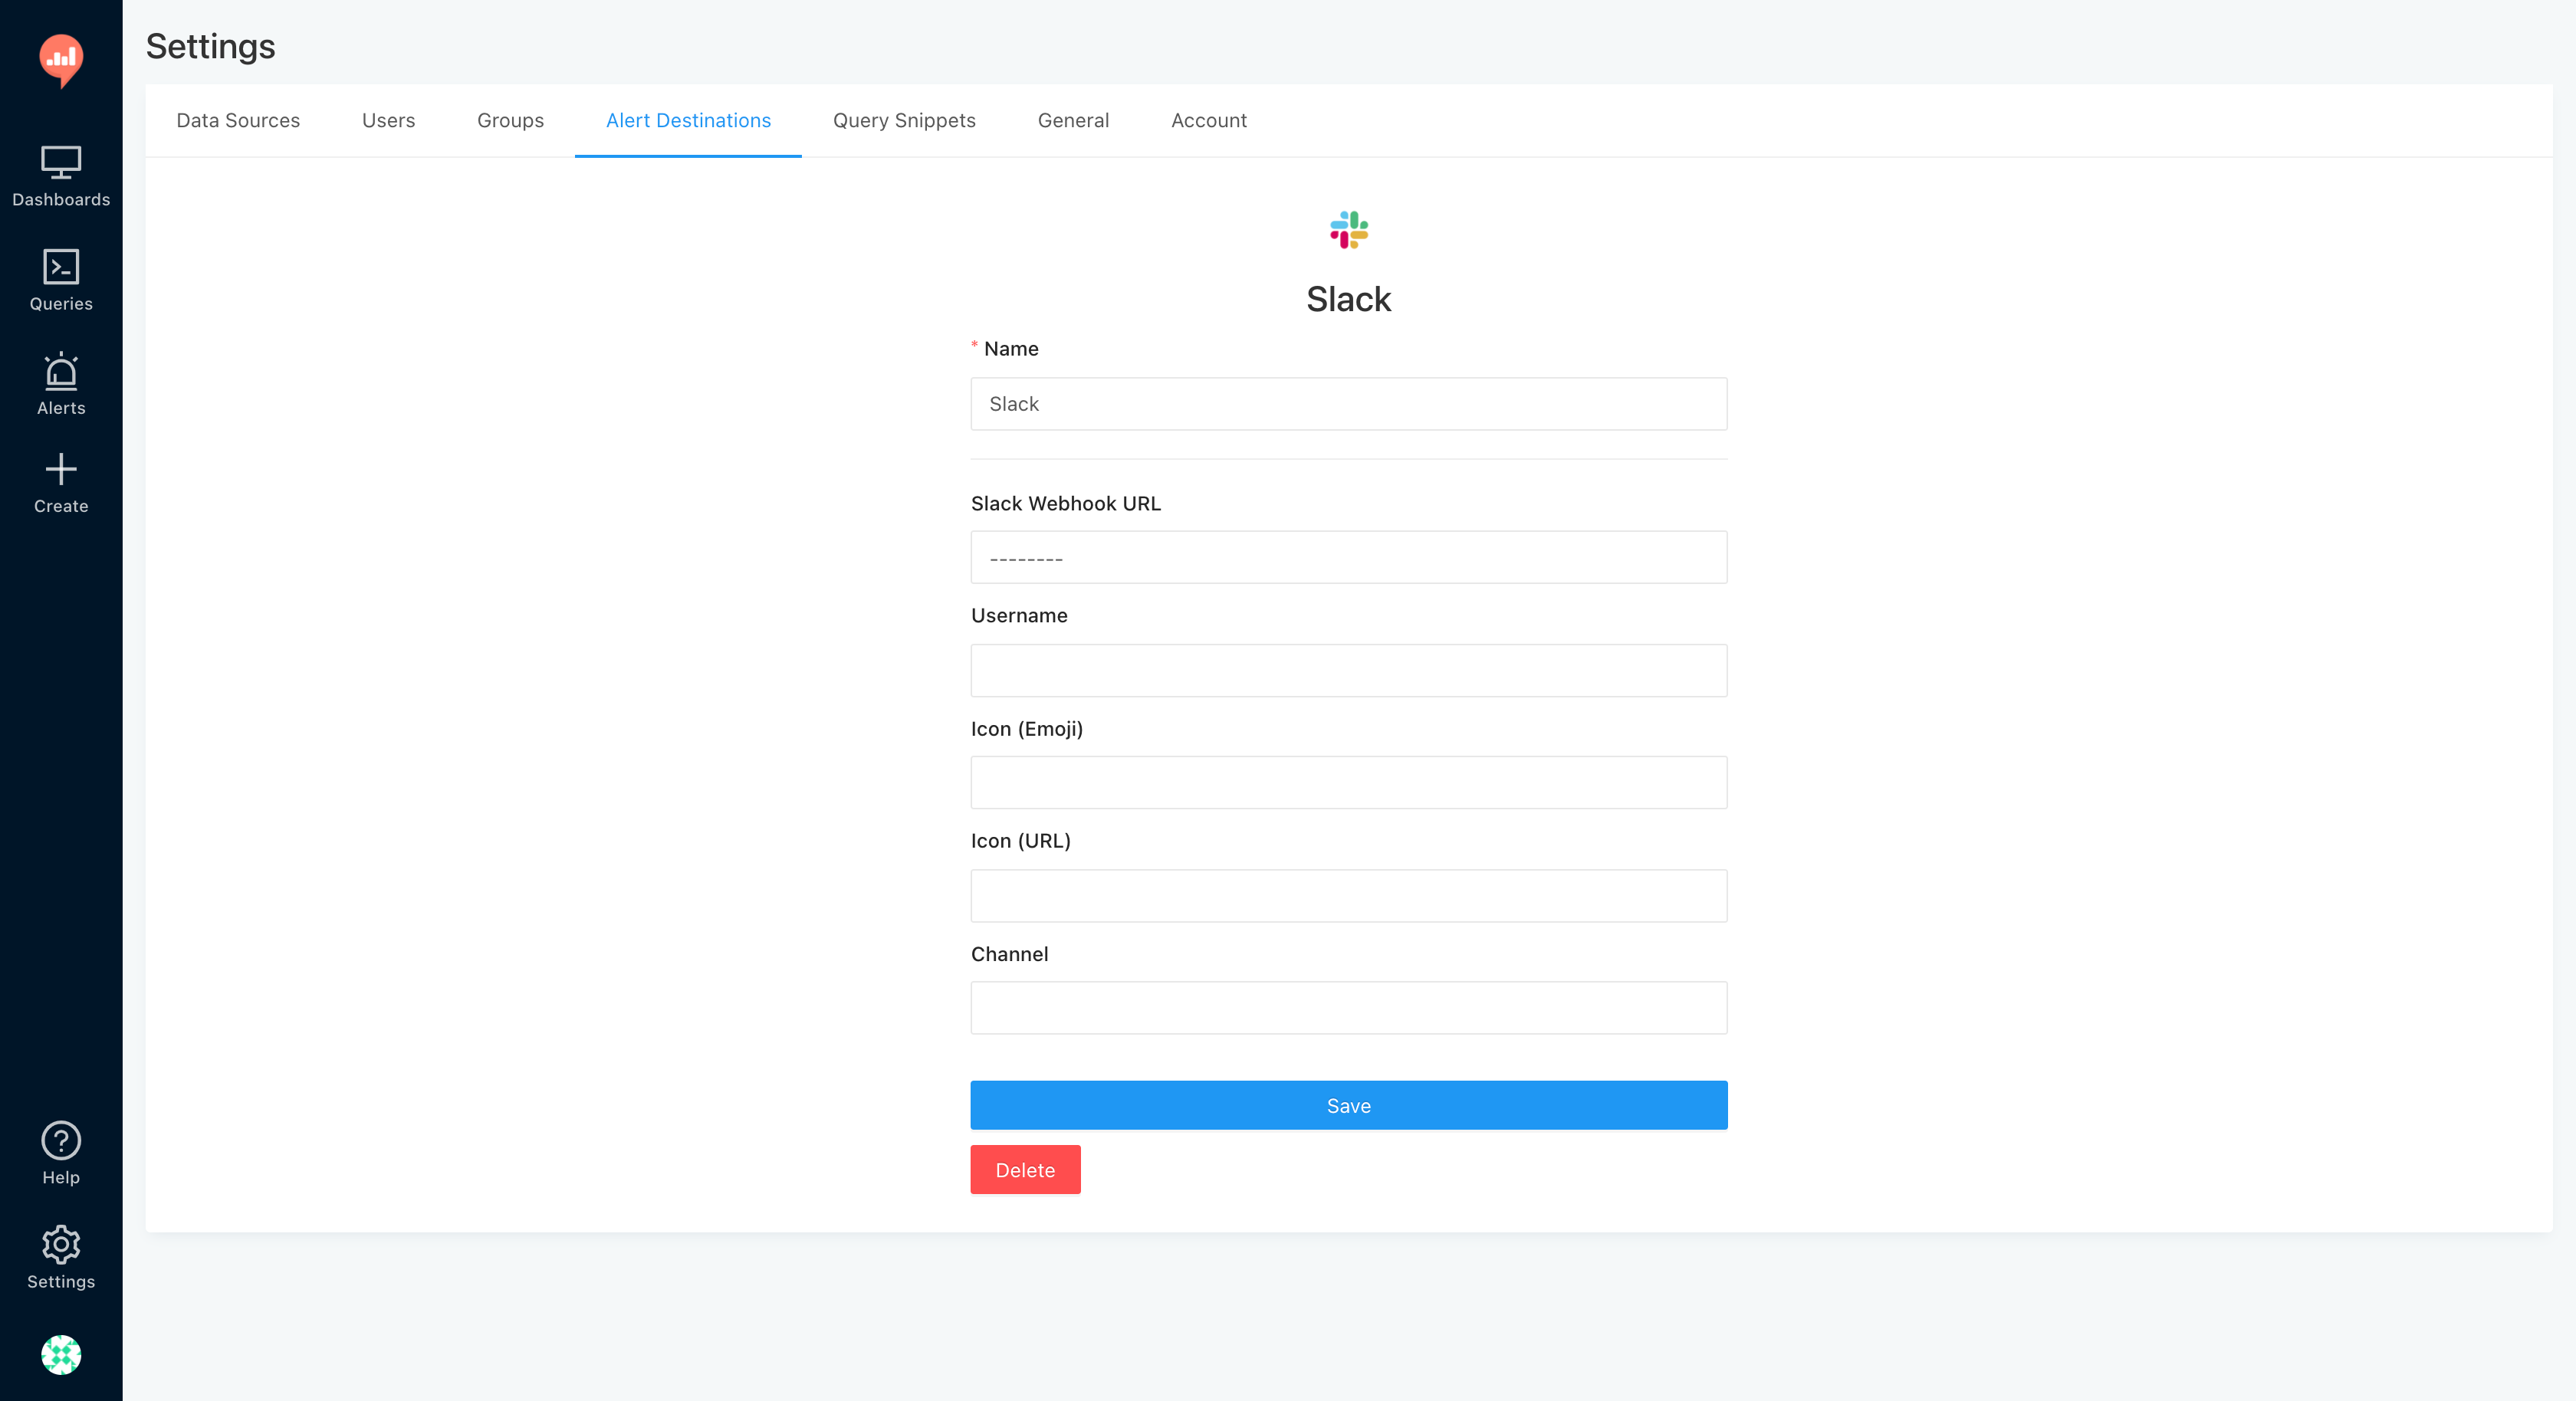 Settings
Data Sources Users Groups Alert Destinations Query Snippets General Account
Dashboards
Queries
Alerts
Create
Help
Settings
Slack
* Name
Slack
Slack Webhook URL
--------
Username
Icon (Emoji)
Icon (URL)
Channel
Save
Delete